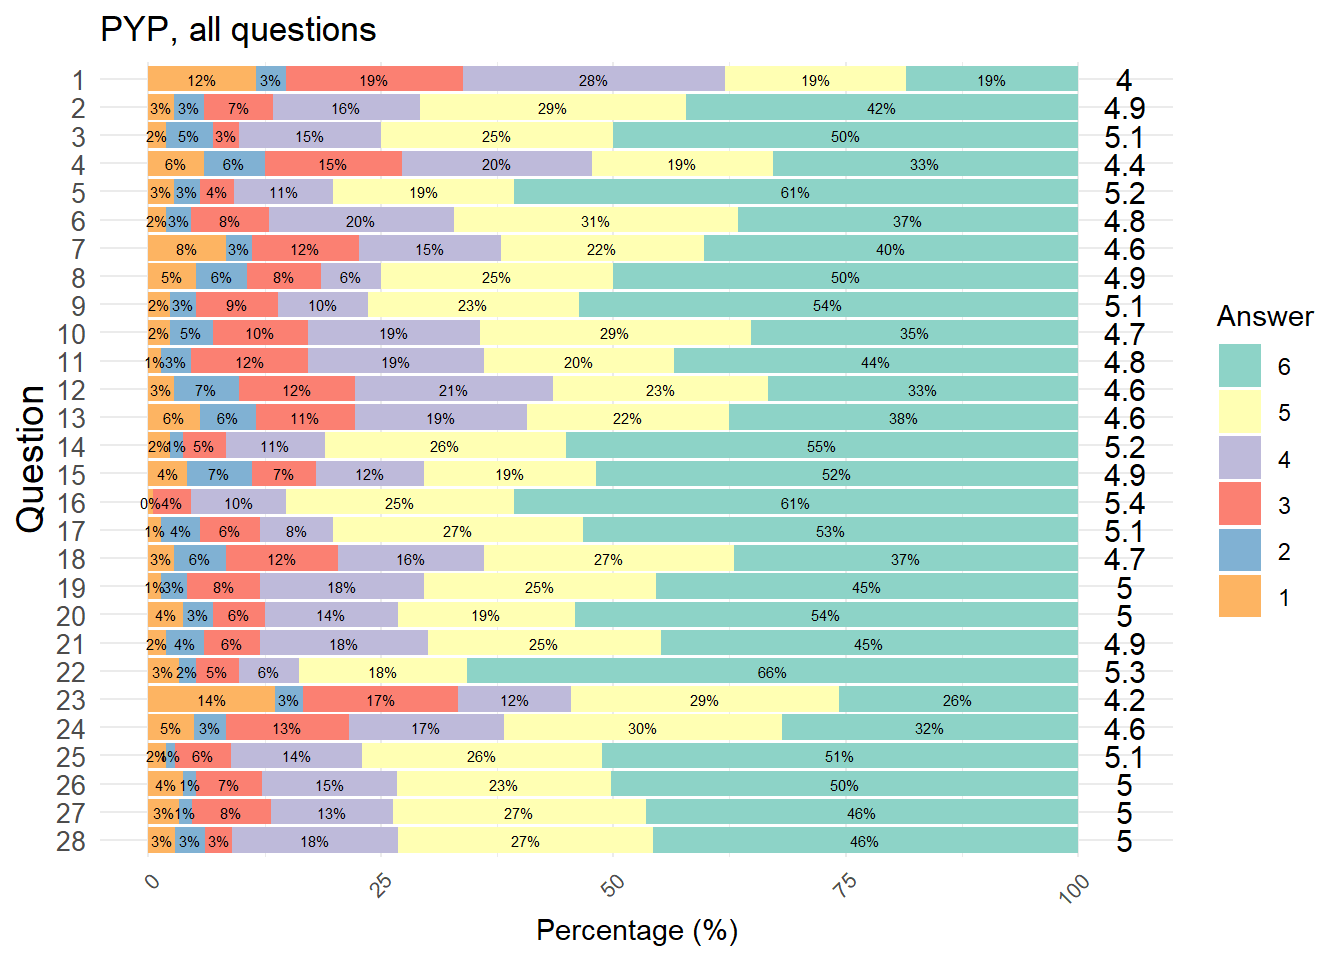 PYP, all questions
1 12% 3% 19% 28% 19% 19% 4
2 3% 3% 7% 16% 29% 42% 4.9
3 2% 5% 3% 15% 25% 50% 5.1
4 6% 6% 15% 20% 19% 33% 4.4
5 3% 3% 4% 11% 19% 61% 5.2
6 2% 3% 8% 20% 31% 37% 4.8
7 8% 3% 12% 15% 22% 40% 4.6
8 5% 6% 8% 6% 25% 50% 4.9
9 2% 3% 9% 10% 23% 54% 5.1
10 2% 5% 10% 19% 29% 35% 4.7
11 1% 3% 12% 19% 20% 44% 4.8
12 3% 7% 12% 21% 23% 33% 4.6
13 6% 6% 11% 19% 22% 38% 4.6
14 2% 1% 5% 11% 26% 55% 5.2
15 4% 7% 7% 12% 19% 52% 4.9
16 0% 4% 10% 25% 61% 5.4
17 1% 4% 6% 8% 27% 53% 5.1
18 3% 6% 12% 16% 27% 37% 4.7
19 1% 3% 8% 18% 25% 45% 5
20 4% 3% 6% 14% 19% 54% 5
21 2% 4% 6% 18% 25% 45% 4.9
22 3% 2% 5% 6% 18% 66% 5.3
23 14% 3% 17% 12% 29% 26% 4.2
24 5% 3% 13% 17% 30% 32% 4.6
25 2% 1% 6% 14% 26% 51% 5.1
26 4% 1% 7% 15% 23% 50% 5
27 3% 1% 8% 13% 27% 46% 5
28 3% 3% 3% 18% 27% 46% 5
0 25 50 75 100
Percentage (%)
Question
Answer
6
5
4
3
2
1